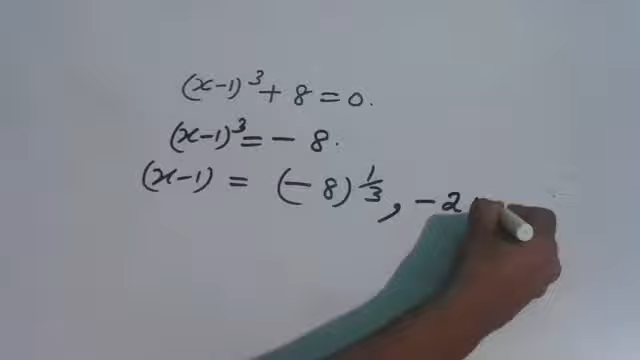 (x-1)³ + 8 = 0.
(x-1)³ = - 8.
(x-1) = (- 8)^1/3, -2